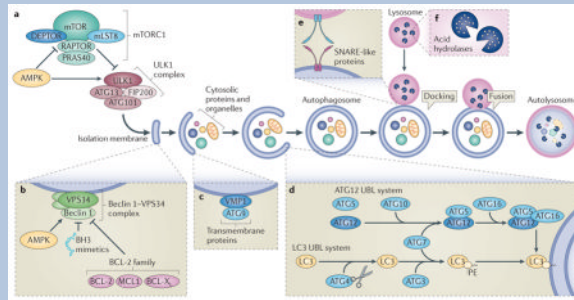 a
mTOR
DEPTOR
mLST8
RAPTOR
PRAS40
mTORC1
AMPK
ULK1
ATG13
FIP200
ATG101
ULK1
complex
Isolation membrane
Cytosolic
proteins and
organelles
Autophagosome
e
SNARE-like
proteins
Lysosome
f
Acid
hydrolases
Docking
Fusion
Autolysosome
b
VPS34
Beclin 1
Beclin 1–VPS34
complex
AMPK
BH3
mimetics
BCL-2 family
BCL-2
MCL1
BCL-XL
c
VMP1
ATG9
Transmembrane
proteins
d
ATG12 UBL system
ATG5
ATG12
ATG10
ATG5
ATG12
ATG16
ATG5
ATG12
ATG16
ATG7
LC3 UBL system
LC3
ATG4
LC3
ATG3
LC3
PE
LC3